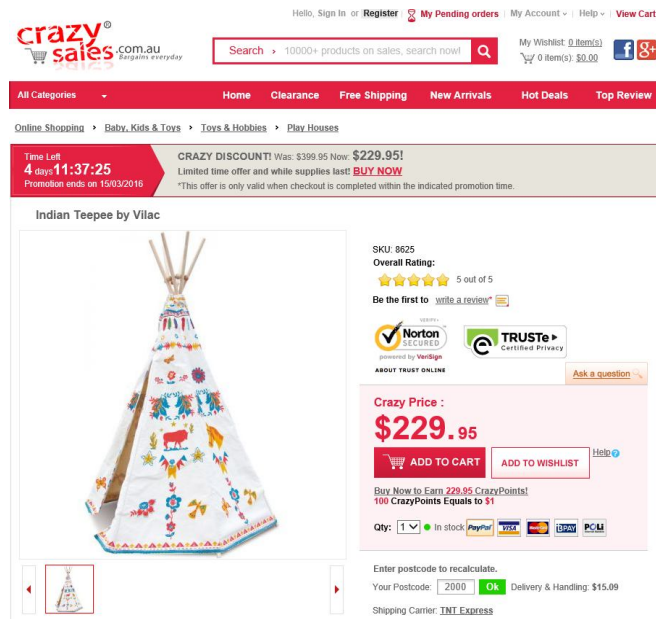 Hello, Sign In or Register My Pending orders My Account Help View Cart
crazy sales .com.au
Bargains everyday
Search › 10000+ products on sales, search now!
My Wishlist: 0 item(s)
0 item(s): $0.00
f g+
All Categories Home Clearance Free Shipping New Arrivals Hot Deals Top Review
Online Shopping › Baby, Kids & Toys › Toys & Hobbies › Play Houses
Time Left
4 days 11:37:25
Promotion ends on 15/03/2016
CRAZY DISCOUNT! Was: $399.95 Now: $229.95!
Limited time offer and while supplies last! BUY NOW
*This offer is only valid when checkout is completed within the indicated promotion time.
Indian Teepee by Vilac
SKU: 8625
Overall Rating:
5 out of 5
Be the first to write a review*
Norton
SECURED
powered by VeriSign
ABOUT TRUST ONLINE
TRUSTe
Certified Privacy
Ask a question
Crazy Price :
$229.95
ADD TO CART ADD TO WISHLIST Help
Buy Now to Earn 229.95 CrazyPoints!
100 CrazyPoints Equals to $1
Qty: 1 In stock PayPal VISA MasterCard BPAY POLi
Enter postcode to recalculate.
Your Postcode: 2000 Ok Delivery & Handling: $15.09
Shipping Carrier: TNT Express